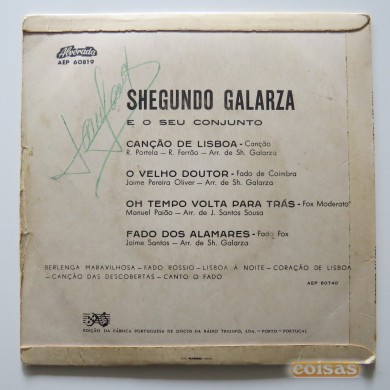 Alvorada
AEP 60819
SHEGUNDO GALARZA
E O SEU CONJUNTO
CANÇÃO DE LISBOA - Canção
R. Portela — R. Ferrão — Arr. de Sh. Galarza
O VELHO DOUTOR - Fado de Coimbra
Jaime Pereira Oliver — Arr. de Sh. Galarza
OH TEMPO VOLTA PARA TRÁS - Fox Moderato
Manuel Paião — Arr. de J. Santos Sousa
FADO DOS ALAMARES - Fado Fox
Jaime Santos — Arr. de Sh. Galarza
BERLENGA MARAVILHOSA — FADO ROSSIO — LISBOA À NOITE — CORAÇÃO DE LISBOA
— CANÇÃO DAS DESCOBERTAS — CANTO O FADO
AEP 60740
EDIÇÃO DA FÁBRICA PORTUGUESA DE DISCOS DA RÁDIO TRIUNFO, LDA. — PORTO — PORTUGAL
coisas